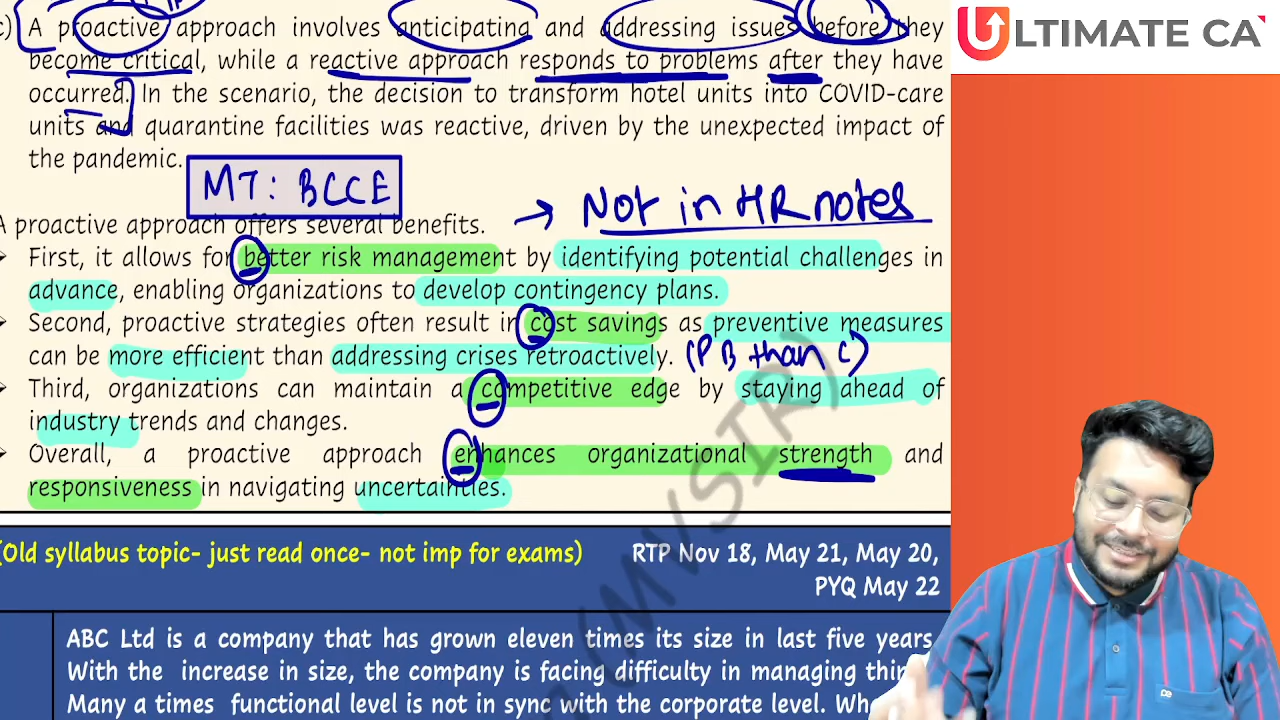 c) A proactive approach involves anticipating and addressing issues before they
become critical, while a reactive approach responds to problems after they have
occurred. In the scenario, the decision to transform hotel units into COVID-care
units and quarantine facilities was reactive, driven by the unexpected impact of
the pandemic.
MT: BCCE
→ Not in HR notes
A proactive approach offers several benefits.
First, it allows for better risk management by identifying potential challenges in
advance, enabling organizations to develop contingency plans.
Second, proactive strategies often result in cost savings as preventive measures
can be more efficient than addressing crises retroactively. (P B than C)
Third, organizations can maintain a competitive edge by staying ahead of
industry trends and changes.
Overall, a proactive approach enhances organizational strength and
responsiveness in navigating uncertainties.
(Old syllabus topic- just read once- not imp for exams) RTP Nov 18, May 21, May 20,
PYQ May 22
ABC Ltd is a company that has grown eleven times its size in last five years
With the increase in size, the company is facing difficulty in managing
Many a times functional level is not in sync with the corporate level.
ULTIMATE CA
(MVSIR)